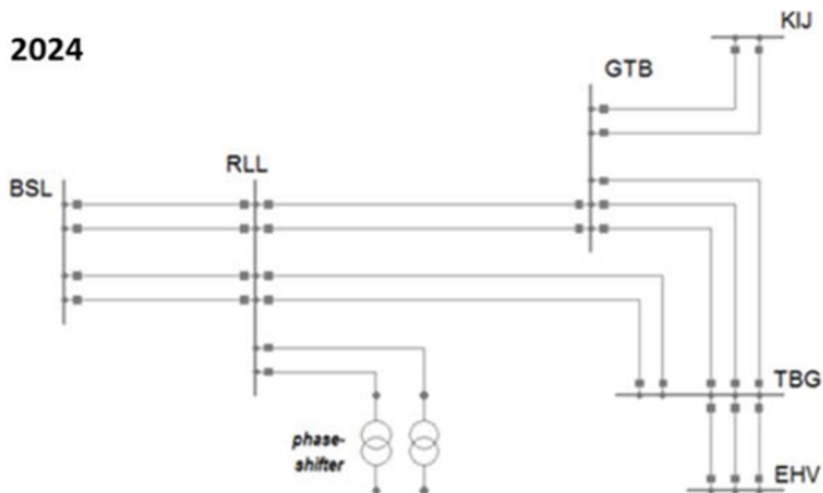 2024
KIJ
GTB
RLL
BSL
TBG
phase-
shifter
EHV